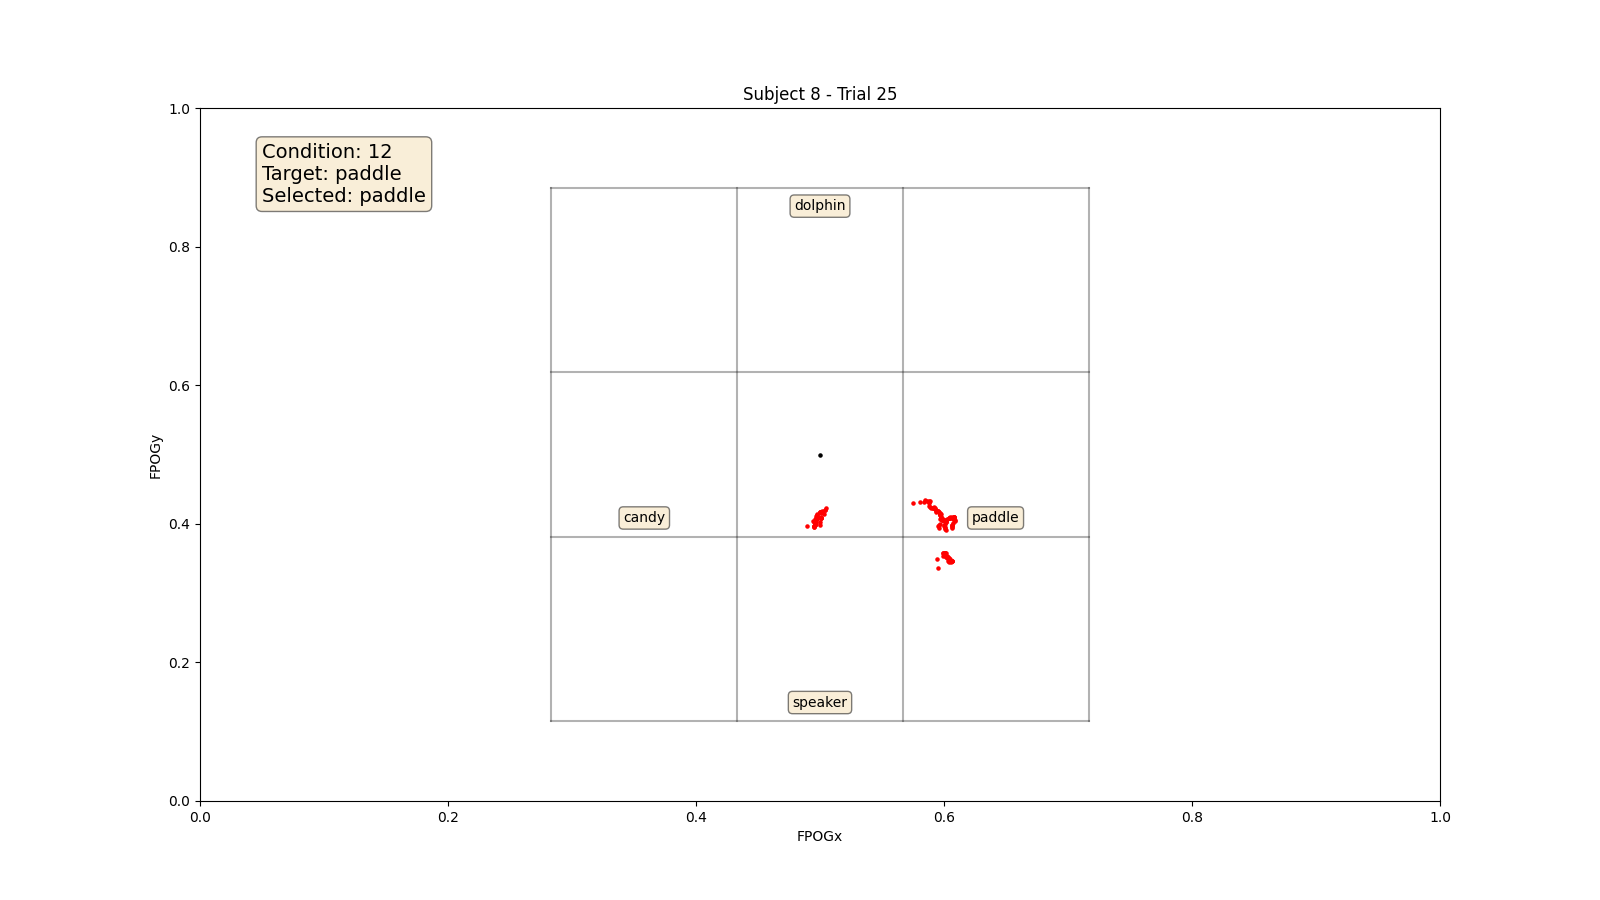 Subject 8 - Trial 25
1.0
Condition: 12
Target: paddle
Selected: paddle
dolphin
0.8
0.6
FPOGy
candy
paddle
0.4
0.2
speaker
0.0
0.0
0.2
0.4
0.6
0.8
1.0
FPOGx